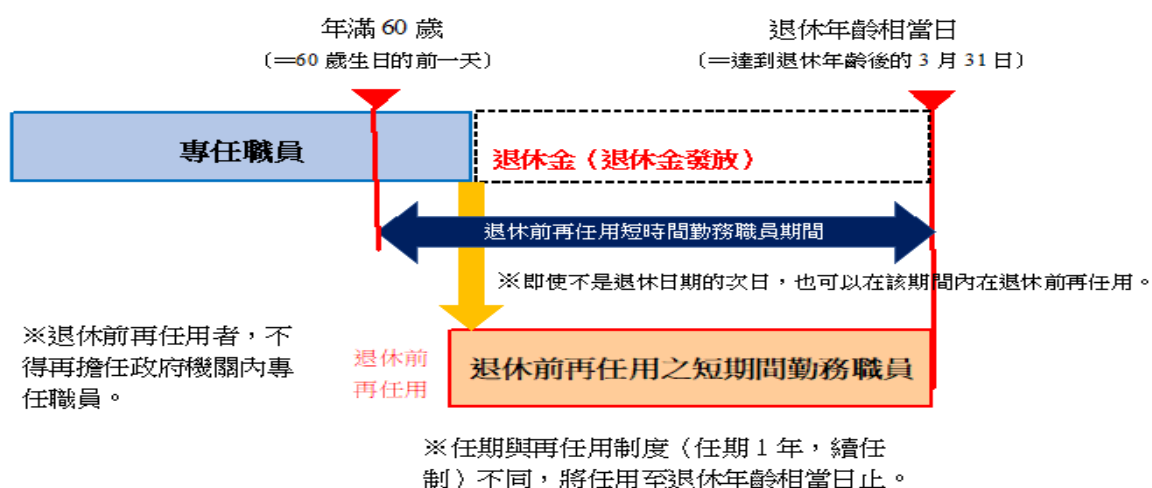 年滿 60 歲
（＝60 歲生日的前一天）
退休年齡相當日
（＝達到退休年齡後的 3 月 31 日）
專任職員
退休金（退休金發放）
退休前再任用短時間勤務職員期間
※即使不是退休日期的次日，也可以在該期間內在退休前再任用。
※退休前再任用者，不
得再擔任政府機關內專
任職員。
退休前
再任用
退休前再任用之短期間勤務職員
※任期與再任用制度（任期 1 年，續任
制）不同，將任用至退休年齡相當日止。